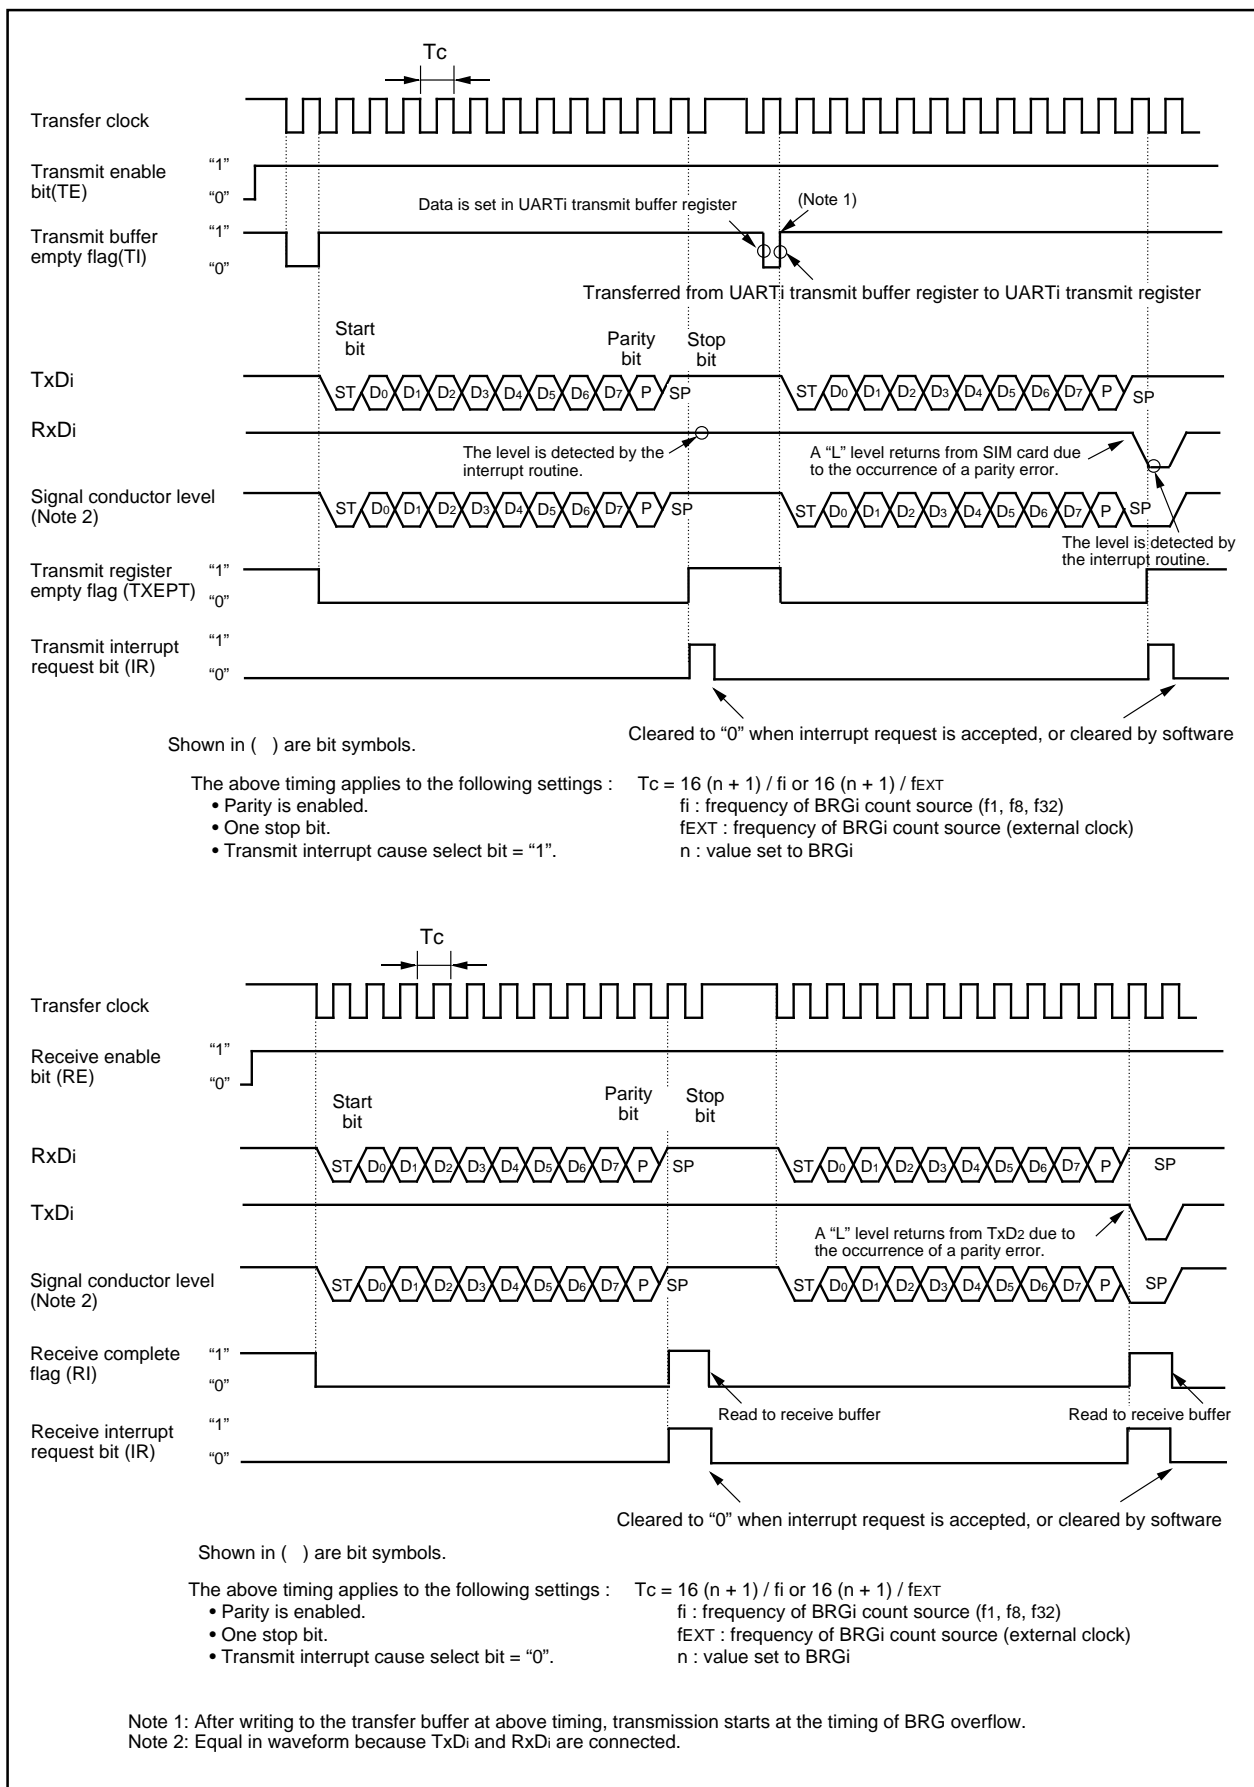 Tc
Transfer clock
Transmit enable
bit(TE)
“1”
“0”
Data is set in UARTi transmit buffer register
(Note 1)
Transmit buffer
empty flag(TI)
“1”
“0”
Transferred from UARTi transmit buffer register to UARTi transmit register
Start
bit
Parity
bit
Stop
bit
TxDi
ST D0 D1 D2 D3 D4 D5 D6 D7 P SP
ST D0 D1 D2 D3 D4 D5 D6 D7 P SP
RxDi
The level is detected by the
interrupt routine.
A “L” level returns from SIM card due
to the occurrence of a parity error.
Signal conductor level
(Note 2)
ST D0 D1 D2 D3 D4 D5 D6 D7 P SP
ST D0 D1 D2 D3 D4 D5 D6 D7 P SP
The level is detected by
the interrupt routine.
Transmit register
empty flag (TXEPT)
“1”
“0”
Transmit interrupt
request bit (IR)
“1”
“0”
Cleared to “0” when interrupt request is accepted, or cleared by software
Shown in ( ) are bit symbols.
The above timing applies to the following settings :
• Parity is enabled.
• One stop bit.
• Transmit interrupt cause select bit = “1”.
Tc = 16 (n + 1) / fi or 16 (n + 1) / fEXT
fi : frequency of BRGi count source (f1, f8, f32)
fEXT : frequency of BRGi count source (external clock)
n : value set to BRGi
Tc
Transfer clock
Receive enable
bit (RE)
“1”
“0”
Start
bit
Parity
bit
Stop
bit
RxDi
ST D0 D1 D2 D3 D4 D5 D6 D7 P SP
ST D0 D1 D2 D3 D4 D5 D6 D7 P SP
TxDi
A “L” level returns from TxD2 due to
the occurrence of a parity error.
Signal conductor level
(Note 2)
ST D0 D1 D2 D3 D4 D5 D6 D7 P SP
ST D0 D1 D2 D3 D4 D5 D6 D7 P SP
Receive complete
flag (RI)
“1”
“0”
Read to receive buffer
Read to receive buffer
Receive interrupt
request bit (IR)
“1”
“0”
Cleared to “0” when interrupt request is accepted, or cleared by software
Shown in ( ) are bit symbols.
The above timing applies to the following settings :
• Parity is enabled.
• One stop bit.
• Transmit interrupt cause select bit = “0”.
Tc = 16 (n + 1) / fi or 16 (n + 1) / fEXT
fi : frequency of BRGi count source (f1, f8, f32)
fEXT : frequency of BRGi count source (external clock)
n : value set to BRGi
Note 1: After writing to the transfer buffer at above timing, transmission starts at the timing of BRG overflow.
Note 2: Equal in waveform because TxDi and RxDi are connected.